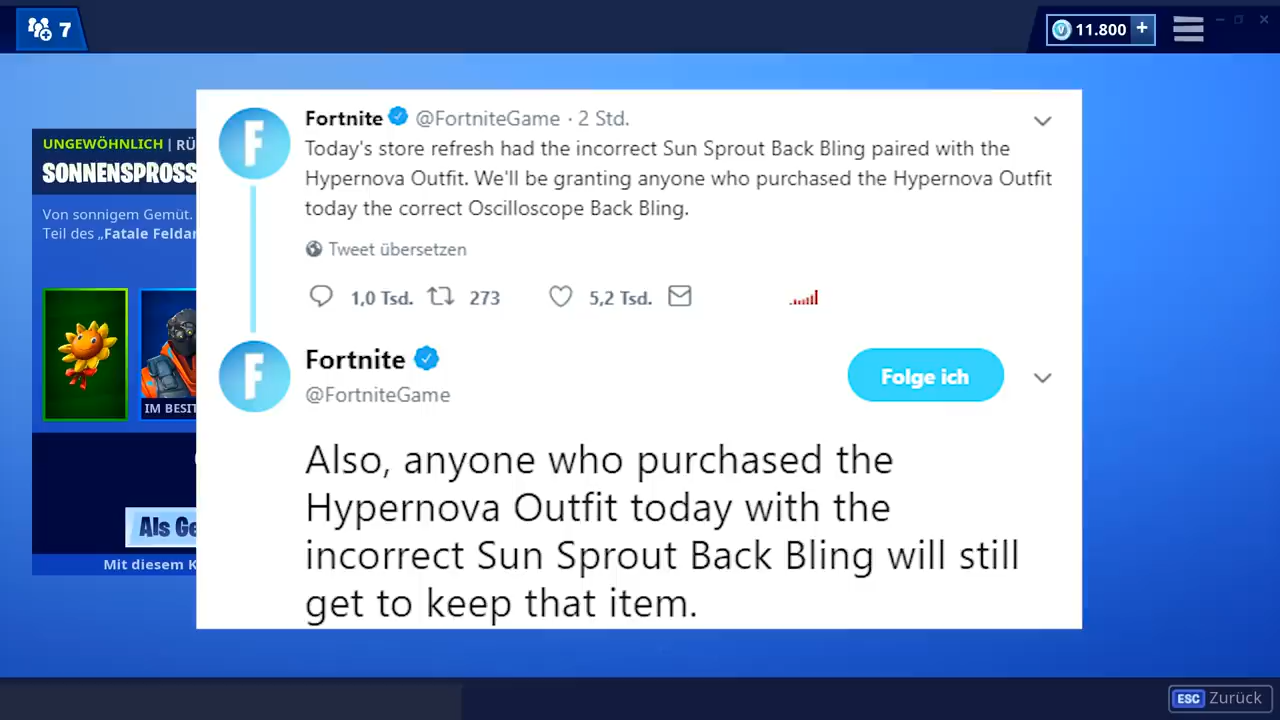 7
11.800 +
UNGEWÖHNLICH | RÜ
SONNENSPROSS
Von sonnigem Gemüt.
Teil des „Fatale Feldar
IM BESIT
Als Ge
Mit diesem K
Fortnite @FortniteGame · 2 Std.
Today's store refresh had the incorrect Sun Sprout Back Bling paired with the
Hypernova Outfit. We'll be granting anyone who purchased the Hypernova Outfit
today the correct Oscilloscope Back Bling.
Tweet übersetzen
1,0 Tsd. 273 5,2 Tsd.
Fortnite
@FortniteGame
Folge ich
Also, anyone who purchased the
Hypernova Outfit today with the
incorrect Sun Sprout Back Bling will still
get to keep that item.
ESC Zurück